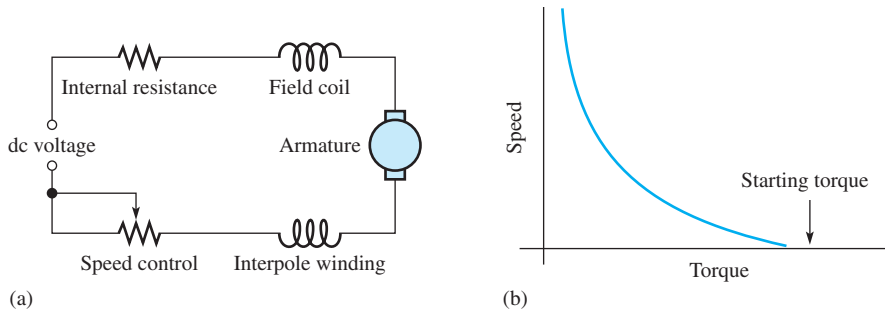 Internal resistance
Field coil
dc voltage
Armature
Speed control
Interpole winding
(a)
Speed
Starting torque
Torque
(b)